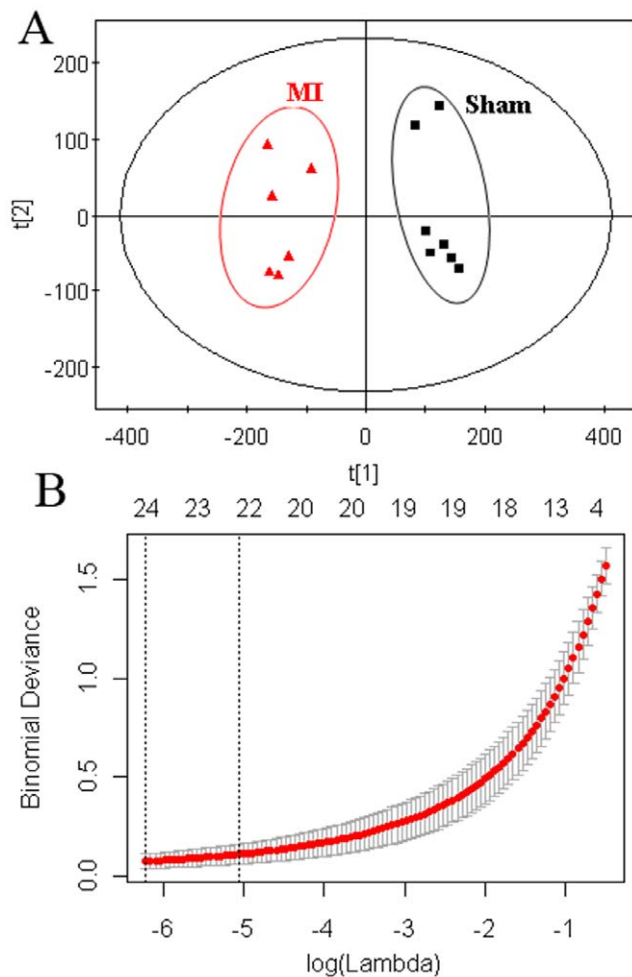 A
MI
Sham
t[2]
200
100
0
-100
-200
-400 -200 0 200 400
t[1]
B
24 23 22 20 20 19 19 18 13 4
Binomial Deviance
1.5
1.0
0.5
0.0
-6 -5 -4 -3 -2 -1
log(Lambda)